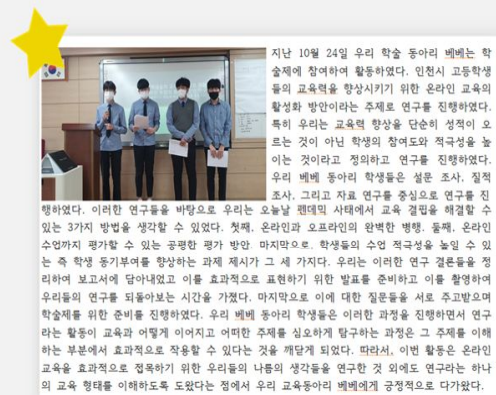 지난 10월 24일 우리 학술 동아리 베베는 학
술제에 참여하여 활동하였다. 인천시 고등학생
들의 교육력을 향상시키기 위한 온라인 교육의
활성화 방안이라는 주제로 연구를 진행하였다.
특히 우리는 교육력 향상을 단순히 성적이 오
르는 것이 아닌 학생의 참여도와 적극성을 높
이는 것이라고 정의하고 연구를 진행하였다.
우리 베베 동아리 학생들은 설문 조사, 질적
조사, 그리고 자료 연구를 중심으로 연구를 진
행하였다. 이러한 연구들을 바탕으로 우리는 오늘날 펜데믹 사태에서 교육 결핍을 해결할 수
있는 3가지 방법을 생각할 수 있었다. 첫째, 온라인과 오프라인의 완벽한 병행. 둘째, 온라인
수업까지 평가할 수 있는 공평한 평가 방안. 마지막으로, 학생들의 수업 적극성을 높일 수 있
는 즉 학생 동기부여를 향상하는 과제 제시가 그 세 가지다. 우리는 이러한 연구 결론들을 정
리하여 보고서에 담아내었고 이를 효과적으로 표현하기 위한 발표를 준비하고 이를 촬영하여
우리들의 연구를 되돌아보는 시간을 가졌다. 마지막으로 이에 대한 질문들을 서로 주고받으며
학술제를 위한 준비를 진행하였다. 우리 베베 동아리 학생들은 이러한 과정을 진행하면서 연구
라는 활동이 교육과 어떻게 이어지고 어떠한 주제를 심오하게 탐구하는 과정은 그 주제를 이해
하는 부분에서 효과적으로 작용할 수 있다는 것을 깨닫게 되었다. 따라서, 이번 활동은 온라인
교육을 효과적으로 접목하기 위한 우리들의 나름의 생각들을 연구한 것 외에도 연구라는 하나
의 교육 형태를 이해하도록 도왔다는 점에서 우리 교육동아리 베베에게 긍정적으로 다가왔다.